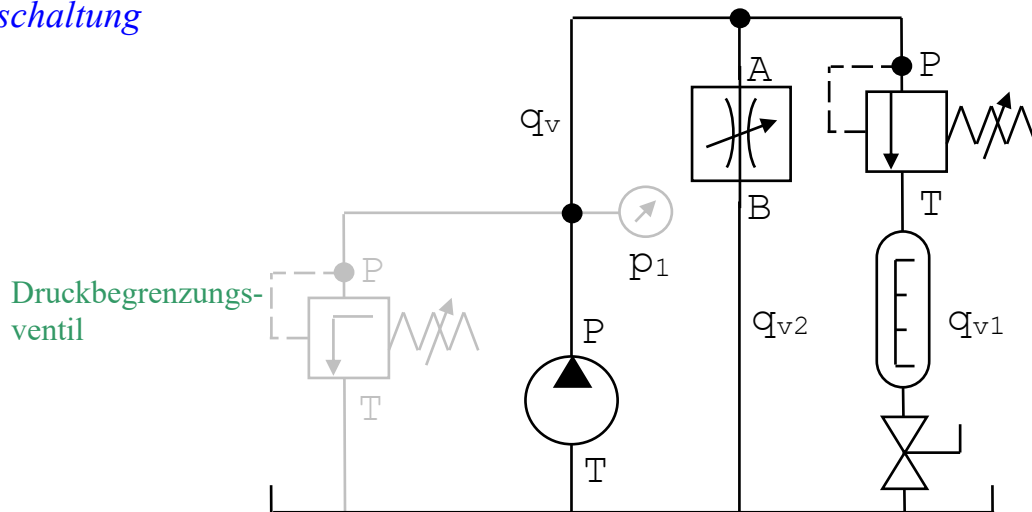 schaltung
P
A
qv
T
B
p1
P
Druckbegrenzungs-
ventil
qv2
qv1
P
T
T